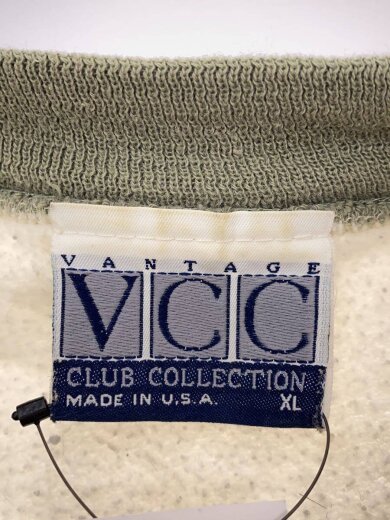 VANTAGE
VCC
CLUB COLLECTION
MADE IN U.S.A. XL